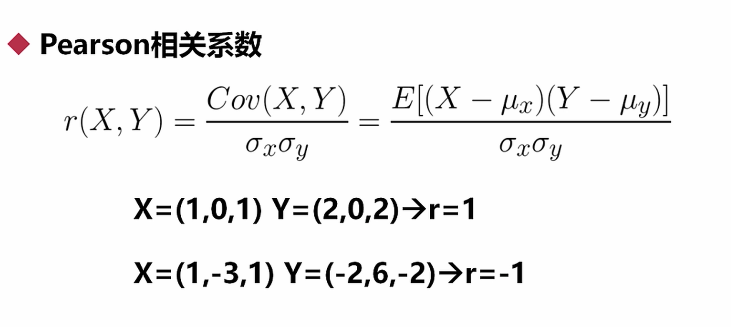 Pearson相关系数
r(X, Y) = Cov(X, Y) / σxσy = E[(X − μx)(Y − μy)] / σxσy
X=(1,0,1) Y=(2,0,2)→r=1
X=(1,-3,1) Y=(-2,6,-2)→r=-1